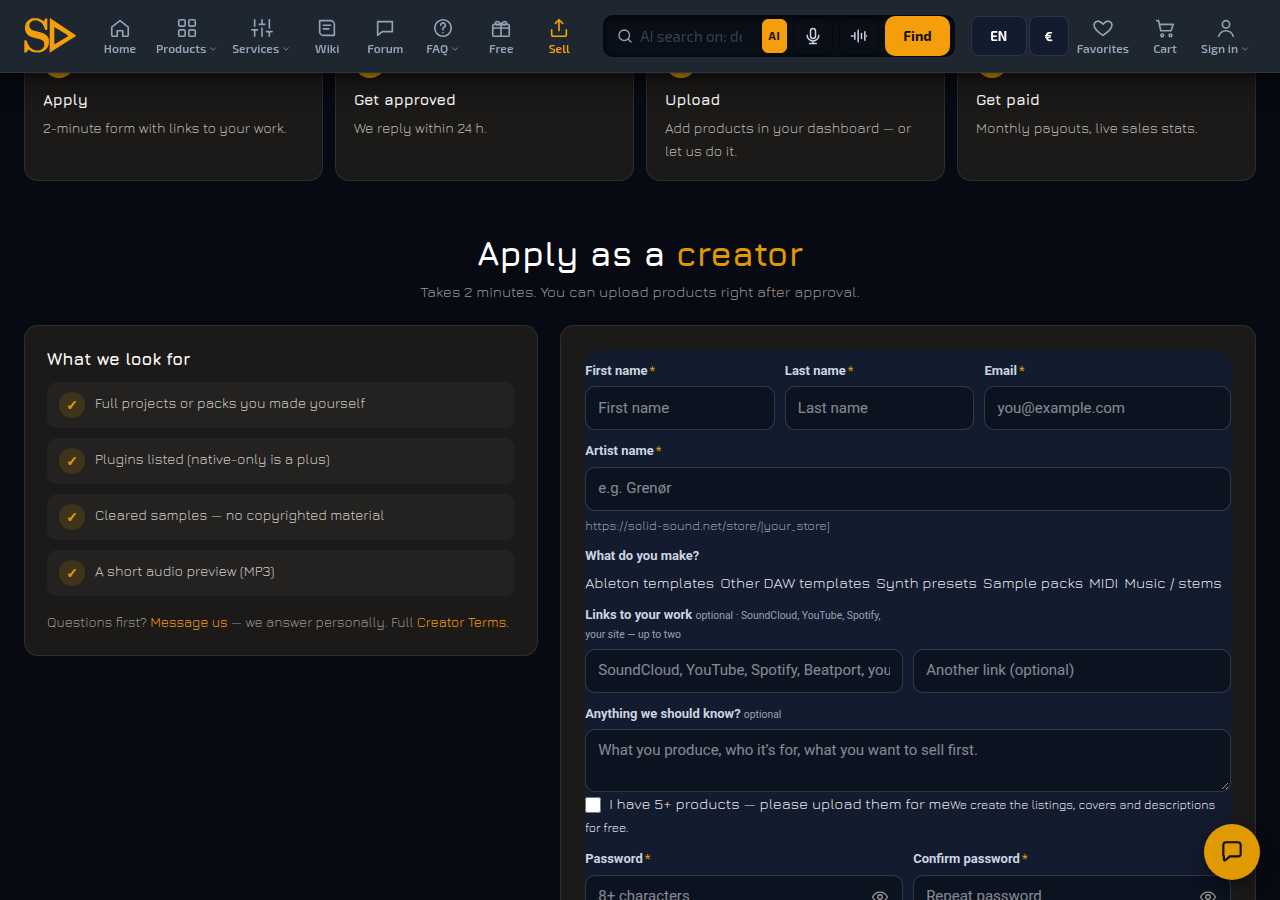 SD
Home
Products
Services
Wiki
Forum
FAQ
Free
Sell
AI search on: d
AI
Find
EN
€
Favorites
Cart
Sign in
Apply
2-minute form with links to your work.
Get approved
We reply within 24 h.
Upload
Add products in your dashboard — or
let us do it.
Get paid
Monthly payouts, live sales stats.
Apply as a creator
Takes 2 minutes. You can upload products right after approval.
What we look for
✓ Full projects or packs you made yourself
✓ Plugins listed (native-only is a plus)
✓ Cleared samples — no copyrighted material
✓ A short audio preview (MP3)
Questions first? Message us — we answer personally. Full Creator Terms.
First name *
Last name *
Email *
First name
Last name
you@example.com
Artist name *
e.g. Grenør
https://solid-sound.net/store/[your_store]
What do you make?
Ableton templates Other DAW templates Synth presets Sample packs MIDI Music / stems
Links to your work optional · SoundCloud, YouTube, Spotify,
your site — up to two
SoundCloud, YouTube, Spotify, Beatport, you
Another link (optional)
Anything we should know? optional
What you produce, who it's for, what you want to sell first.
I have 5+ products — please upload them for meWe create the listings, covers and descriptions
for free.
Password *
Confirm password *
8+ characters
Repeat password